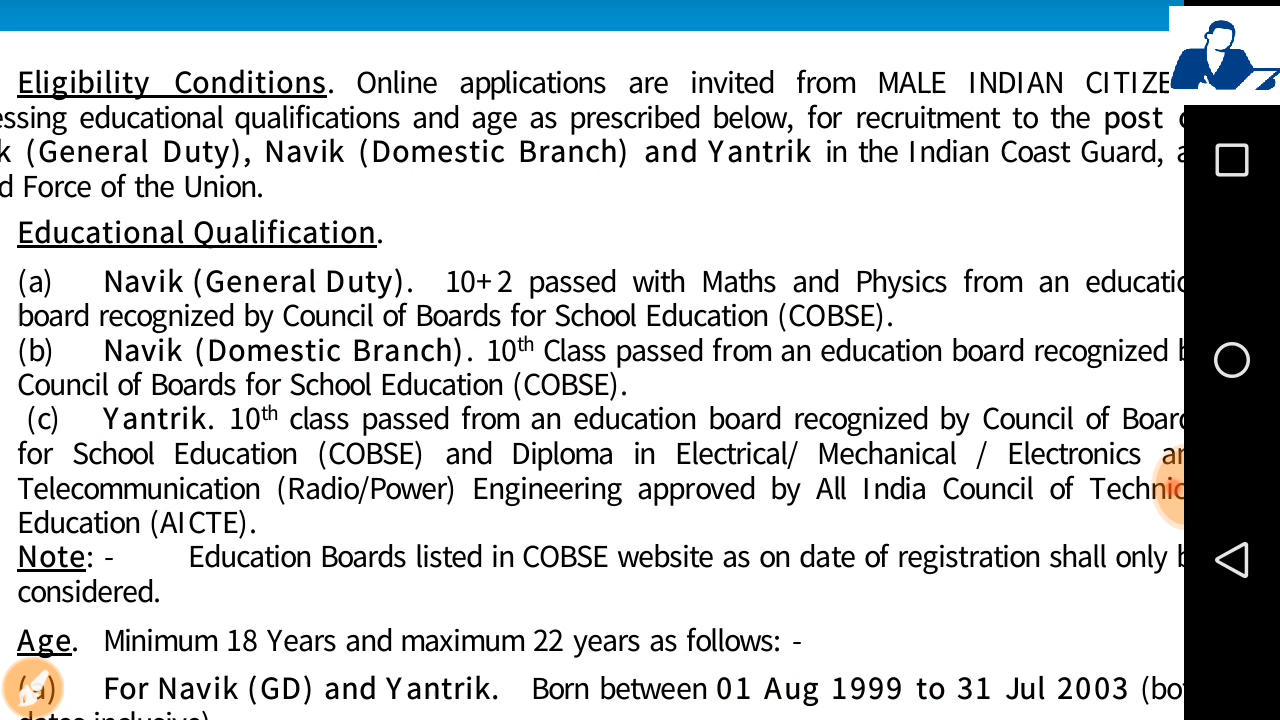 Eligibility Conditions. Online applications are invited from MALE INDIAN
educational qualifications and age as prescribed below, for recruitment to the post
(General Duty), Navik (Domestic Branch) and Yantrik in the Indian Coast Guard,
Force of the Union.
Educational Qualification.
(a) Navik (General Duty). 10+2 passed with Maths and Physics from an
board recognized by Council of Boards for School Education (COBSE).
(b) Navik (Domestic Branch). 10th Class passed from an education board recognized
Council of Boards for School Education (COBSE).
(c) Yantrik. 10th class passed from an education board recognized by Council of
for School Education (COBSE) and Diploma in Electrical/ Mechanical / Electronics
Telecommunication (Radio/Power) Engineering approved by All India Council of
Education (AICTE).
Note: - Education Boards listed in COBSE website as on date of registration shall only
considered.
Age. Minimum 18 Years and maximum 22 years as follows: -
(a) For Navik (GD) and Yantrik. Born between 01 Aug 1999 to 31 Jul 2003